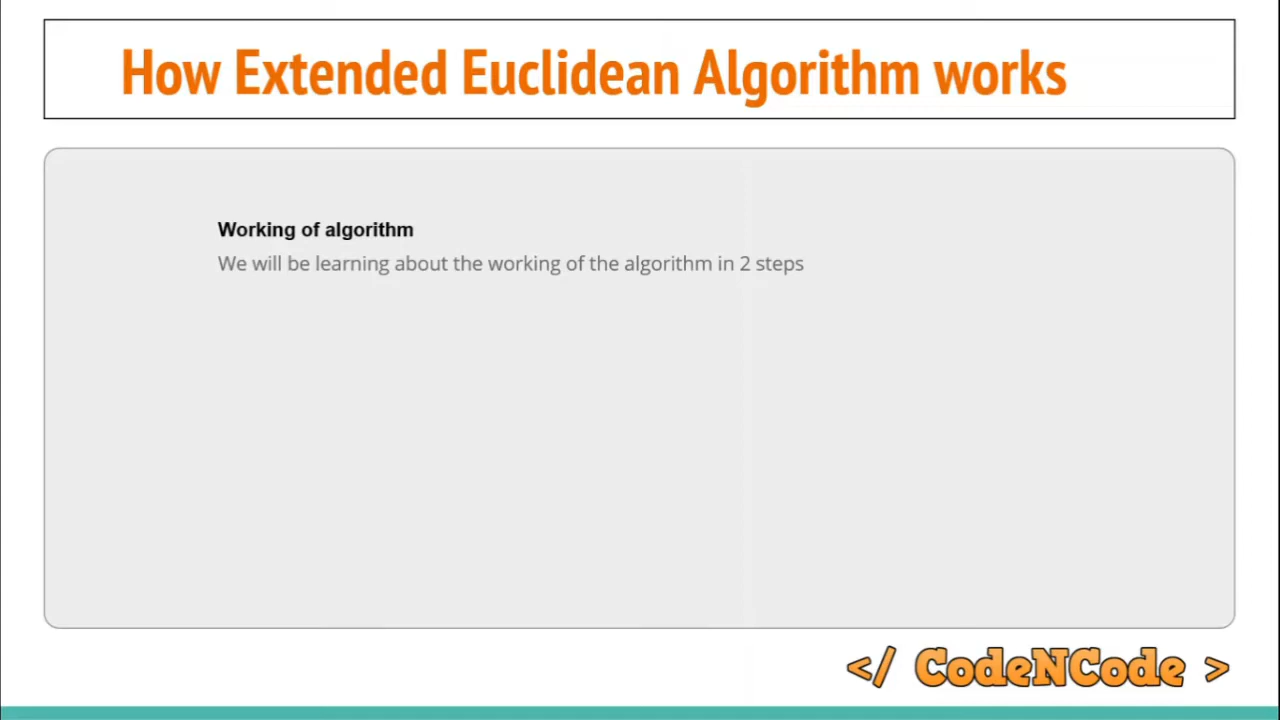 How Extended Euclidean Algorithm works
Working of algorithm
We will be learning about the working of the algorithm in 2 steps
</ CodeNCode >